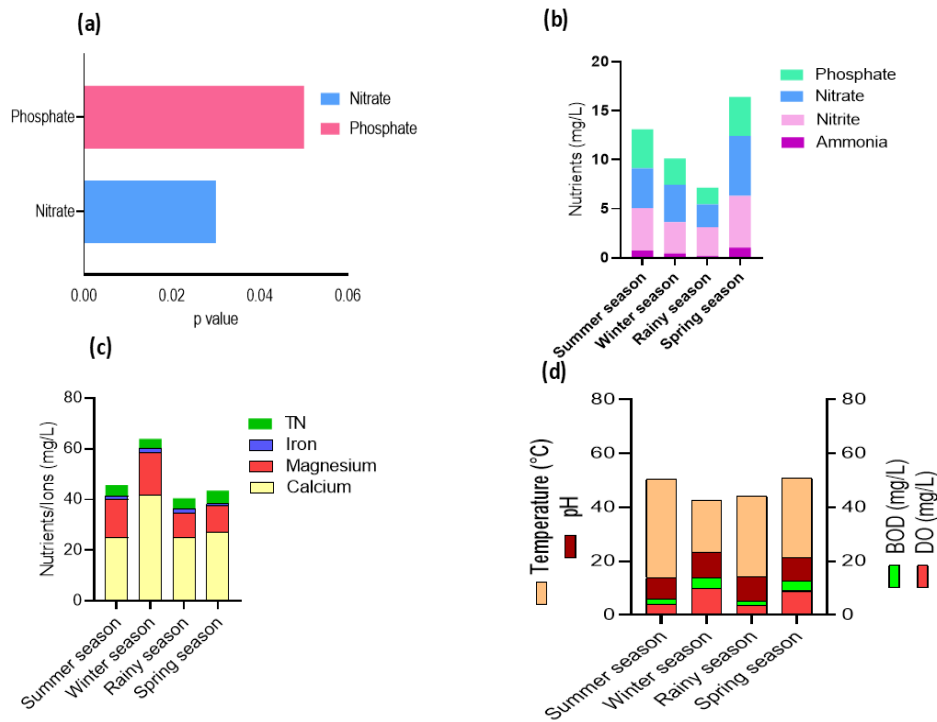 (a)
Phosphate
Nitrate
0.00
0.02
0.04
0.06
p value
Nitrate
Phosphate
(b)
Nutrients (mg/L)
20
15
10
5
0
Summer season
Winter season
Rainy season
Spring season
Phosphate
Nitrate
Nitrite
Ammonia
(c)
Nutrients/Ions (mg/L)
80
60
40
20
0
Summer season
Winter season
Rainy season
Spring season
TN
Iron
Magnesium
Calcium
(d)
Temperature (°C)
pH
80
60
40
20
0
Summer season
Winter season
Rainy season
Spring season
80
60
40
20
0
BOD (mg/L)
DO (mg/L)